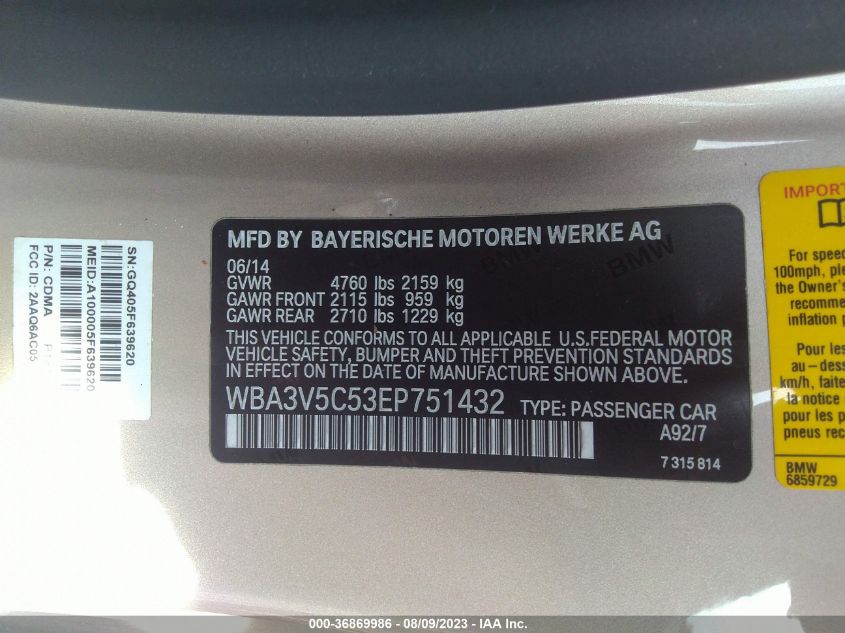 SN:GQ405F639620
MEID:A100005F639620
P/N: CDMA
FCC ID: 2AAQ6AC05
MFD BY BAYERISCHE MOTOREN WERKE AG
06/14
GVWR 4760 lbs 2159 kg
GAWR FRONT 2115 lbs 959 kg
GAWR REAR 2710 lbs 1229 kg
THIS VEHICLE CONFORMS TO ALL APPLICABLE U.S.FEDERAL MOTOR
VEHICLE SAFETY, BUMPER AND THEFT PREVENTION STANDARDS
IN EFFECT ON THE DATE OF MANUFACTURE SHOWN ABOVE.
WBA3V5C53EP751432 TYPE: PASSENGER CAR
A92/7
7 315 814
IMPORT
For speed
100mph, ple
the Owner's
recomme
inflation p
Pour les
au-dess
km/h, faite
la notice
pour les p
pneus rec
BMW
6859729
000-36869986 - 08/09/2023 - IAA Inc.